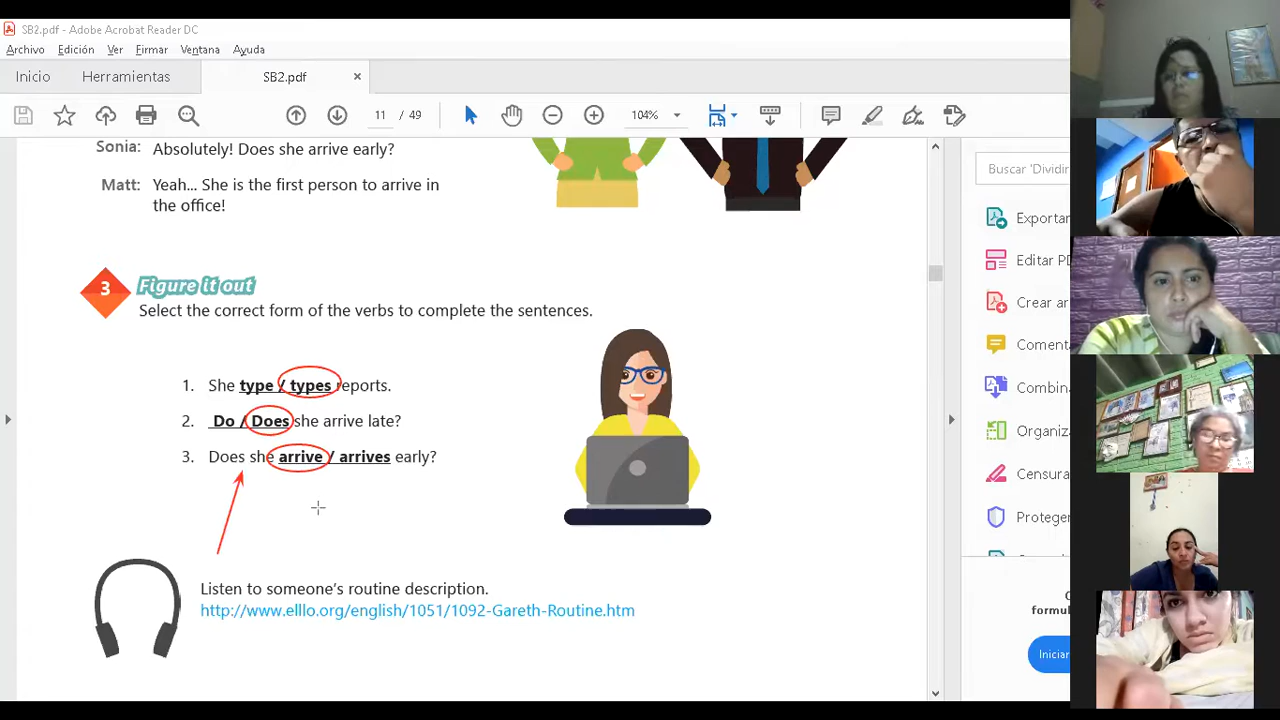 SB2.pdf - Adobe Acrobat Reader DC
Archivo Edición Ver Firmar Ventana Ayuda
Inicio Herramientas SB2.pdf ×
11 / 49 104%
Sonia: Absolutely! Does she arrive early?
Matt: Yeah... She is the first person to arrive in
the office!
3 Figure it out
Select the correct form of the verbs to complete the sentences.
1. She type / types reports.
2. Do / Does she arrive late?
3. Does she arrive / arrives early?
Listen to someone's routine description.
http://www.elllo.org/english/1051/1092-Gareth-Routine.htm
Buscar 'Dividir
Exportar
Editar PD
Crear ar
Coment
Combin
Organiz
Censura
Proteger
formul
Iniciar